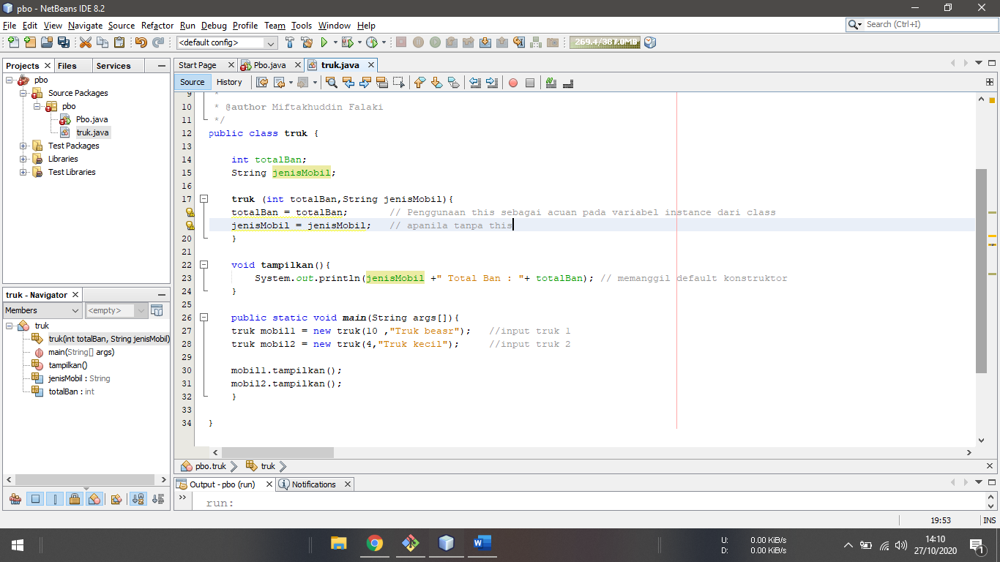 pbo - NetBeans IDE 8.2
File Edit View Navigate Source Refactor Run Debug Profile Team Tools Window Help
Search (Ctrl+I)
<default config>
269.4/387.0MB
Projects Files Services
pbo
Source Packages
pbo
Pbo.java
truk.java
Test Packages
Libraries
Test Libraries
truk - Navigator
Members <empty>
truk
truk(int totalBan, String jenisMobil)
main(String[] args)
tampilkan()
jenisMobil : String
totalBan : int
Start Page Pbo.java truk.java
Source History
9 *
10 * @author Miftakhuddin Falaki
11 */
12 public class truk {
13
14 int totalBan;
15 String jenisMobil;
16
17 truk (int totalBan,String jenisMobil){
totalBan = totalBan; // Penggunaan this sebagai acuan pada variabel instance dari class
jenisMobil = jenisMobil; // apanila tanpa this
20 }
21
22 void tampilkan(){
23 System.out.println(jenisMobil +" Total Ban : "+ totalBan); // memanggil default konstruktor
24 }
25
26 public static void main(String args[]){
27 truk mobil1 = new truk(10 ,"Truk beasr"); //input truk 1
28 truk mobil2 = new truk(4,"Truk kecil"); //input truk 2
29
30 mobil1.tampilkan();
31 mobil2.tampilkan();
32 }
33
34 }
pbo.truk truk
Output - pbo (run) Notifications
run:
19:53 INS
U: 0.00 KiB/s
D: 0.00 KiB/s
14:10
27/10/2020
1